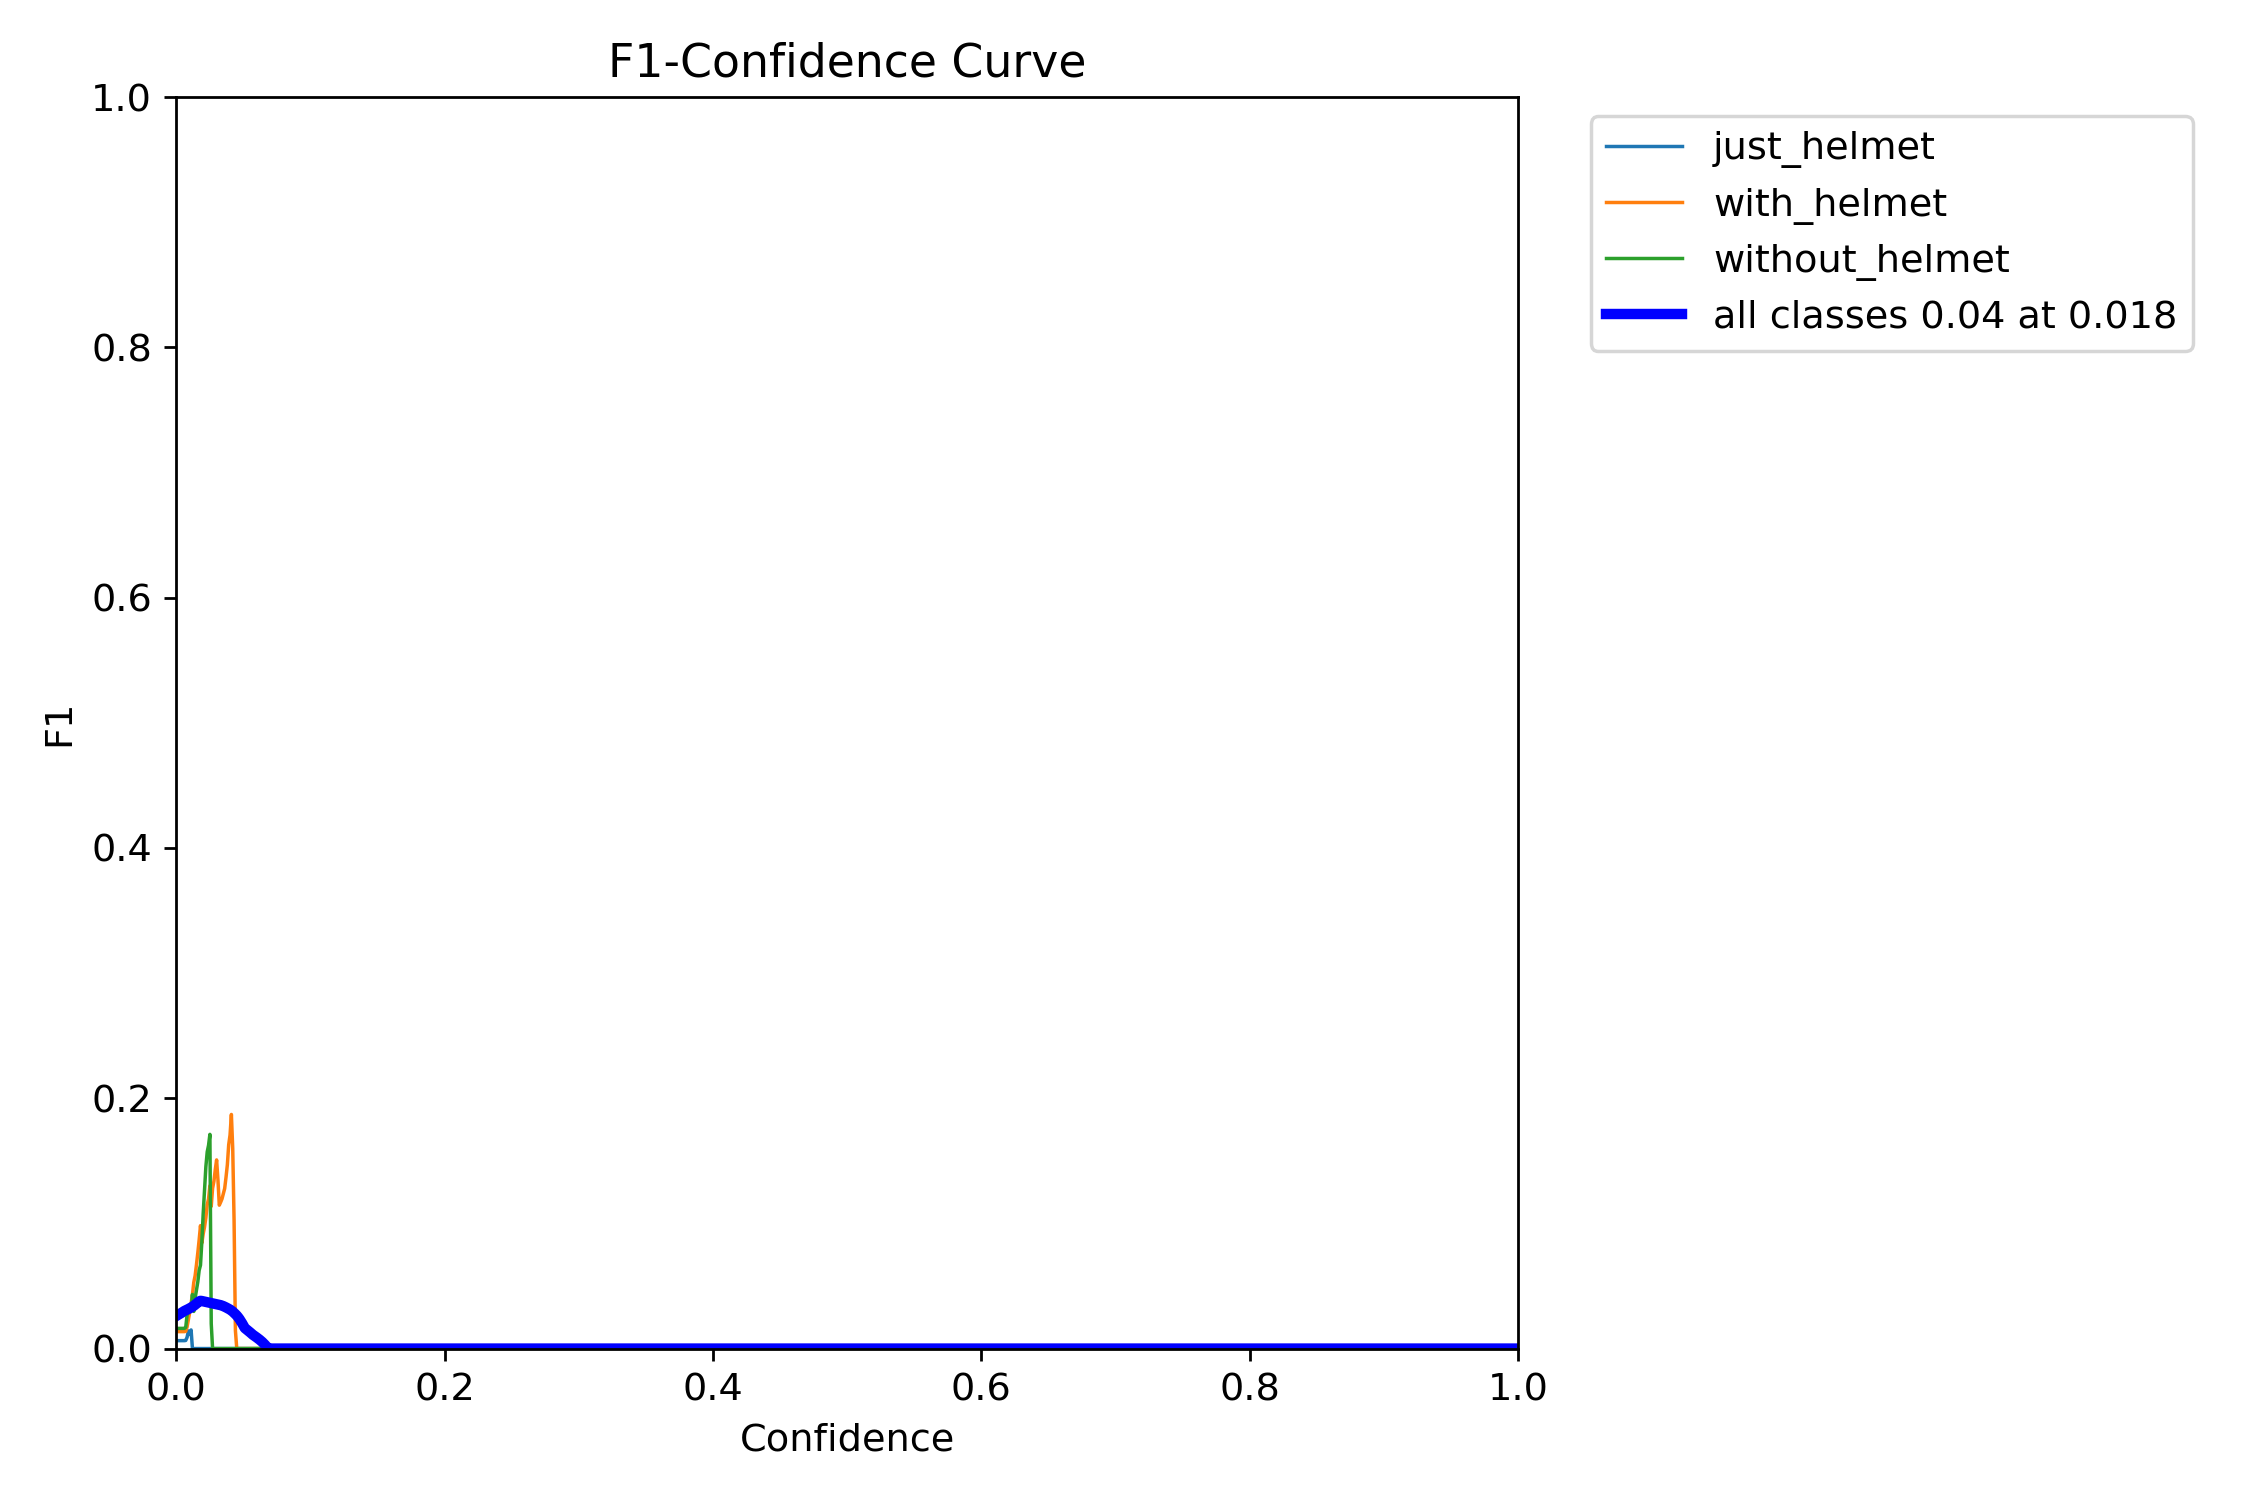 F1-Confidence Curve
1.0
0.8
0.6
0.4
0.2
0.0
F1
0.0 0.2 0.4 0.6 0.8 1.0
Confidence
just_helmet
with_helmet
without_helmet
all classes 0.04 at 0.018